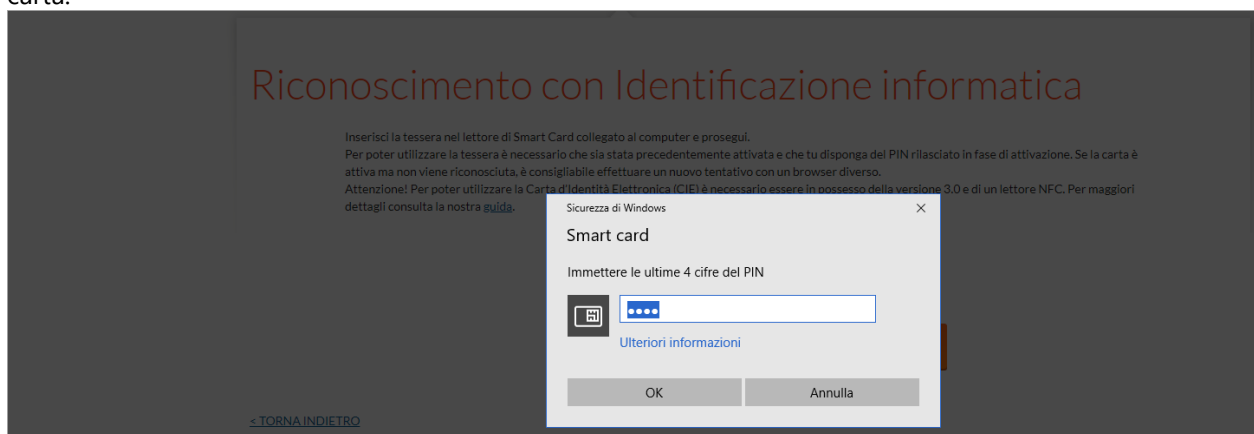 carta.
Riconoscimento con Identificazione informatica
Inserisci la tessera nel lettore di Smart Card collegato al computer e prosegui.
Per poter utilizzare la tessera è necessario che sia stata precedentemente attivata e che tu disponga del PIN rilasciato in fase di attivazione. Se la carta è
attiva ma non viene riconosciuta, è consigliabile effettuare un nuovo tentativo con un browser diverso.
Attenzione! Per poter utilizzare la Carta d'Identità Elettronica (CIE) è necessario essere in possesso della versione 3.0 e di un lettore NFC. Per maggiori
dettagli consulta la nostra guida.
Sicurezza di Windows
Smart card
Immettere le ultime 4 cifre del PIN
Ulteriori informazioni
OK
Annulla
< TORNA INDIETRO